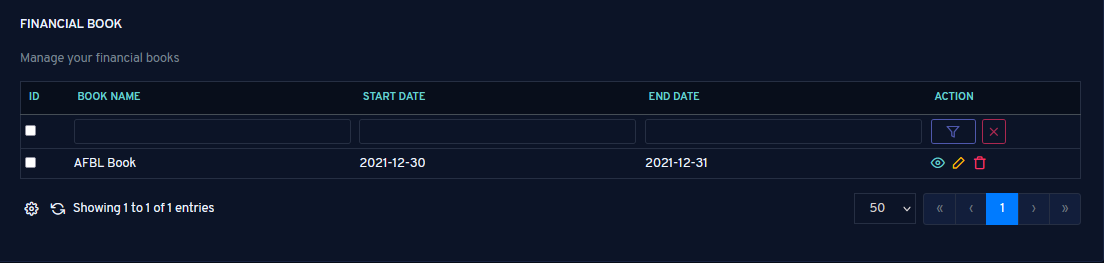 FINANCIAL BOOK
Manage your financial books
ID BOOK NAME START DATE END DATE ACTION
AFBL Book 2021-12-30 2021-12-31
Showing 1 to 1 of 1 entries 50 « ‹ 1 › »